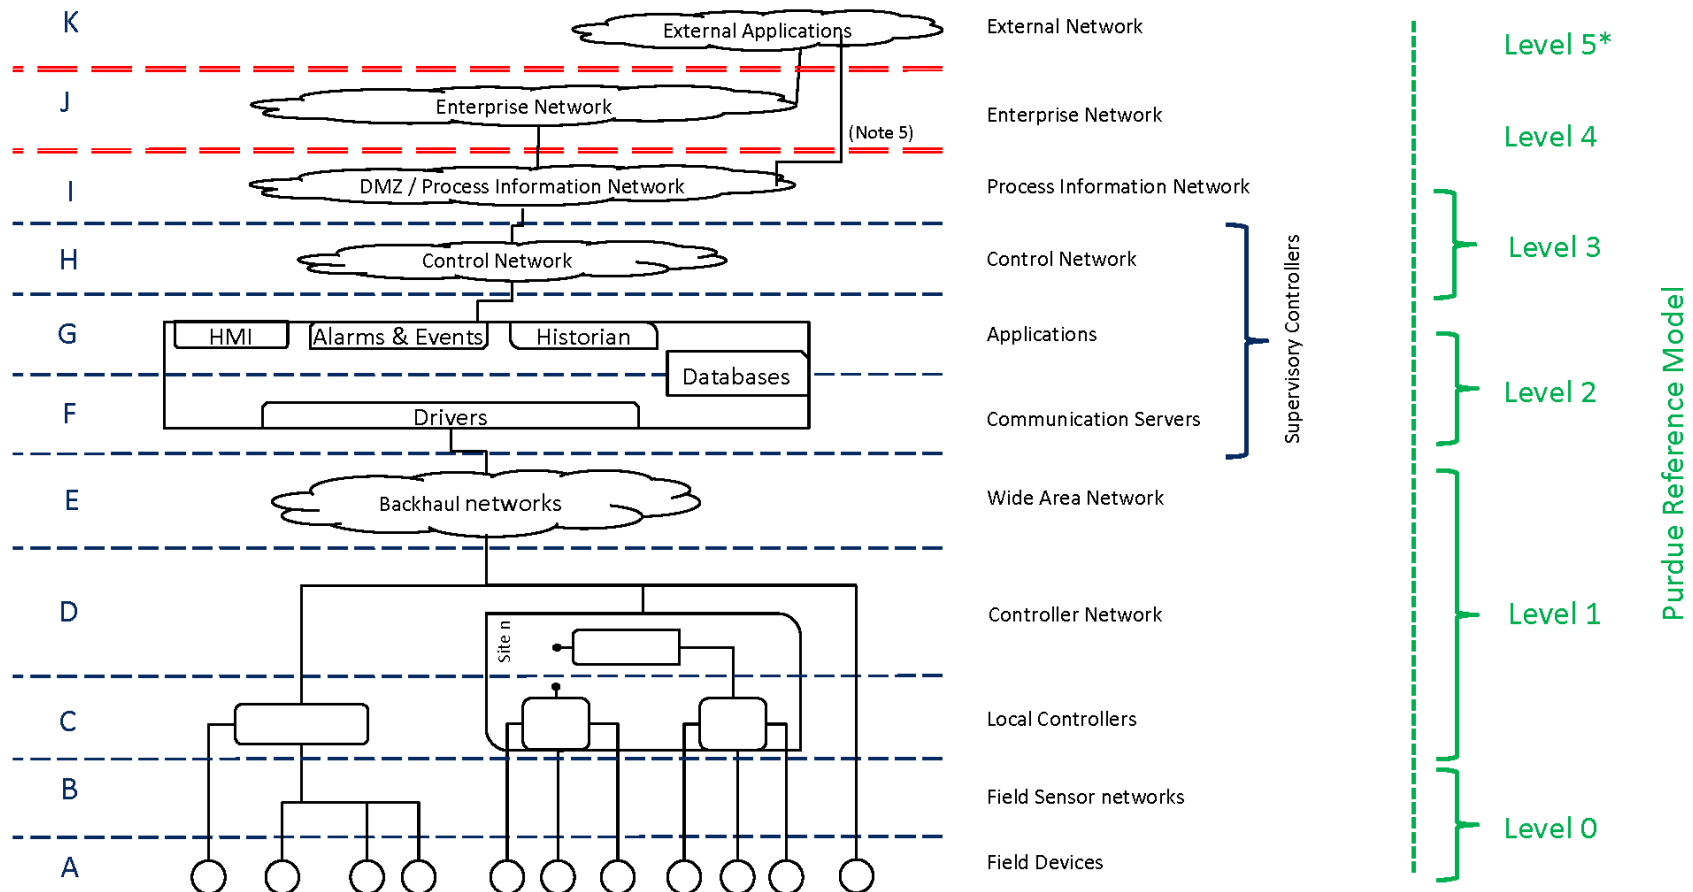 K
External Applications
External Network
Level 5*
J
Enterprise Network
Enterprise Network
(Note 5)
Level 4
I
DMZ / Process Information Network
Process Information Network
H
Control Network
Control Network
Level 3
G
HMI
Alarms & Events
Historian
Applications
Databases
Supervisory Controllers
Level 2
Purdue Reference Model
F
Drivers
Communication Servers
E
Backhaul networks
Wide Area Network
D
Site n
Controller Network
Level 1
C
Local Controllers
B
Field Sensor networks
Level 0
A
Field Devices